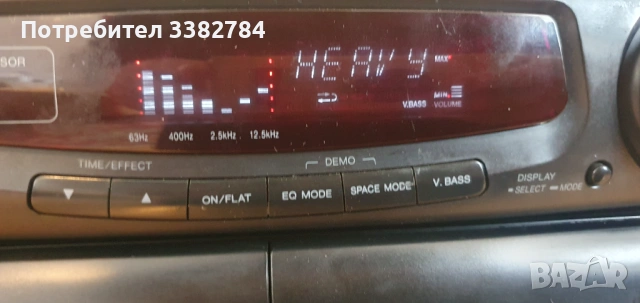 Потребител 3382784
SOR
HEAVY
MAX
MIN.
V.BASS VOLUME
63Hz 400Hz 2.5kHz 12.5kHz
TIME/EFFECT
DEMO
▼ ▲ ON/FLAT EQ MODE SPACE MODE V. BASS
DISPLAY
SELECT MODE
BAZAR